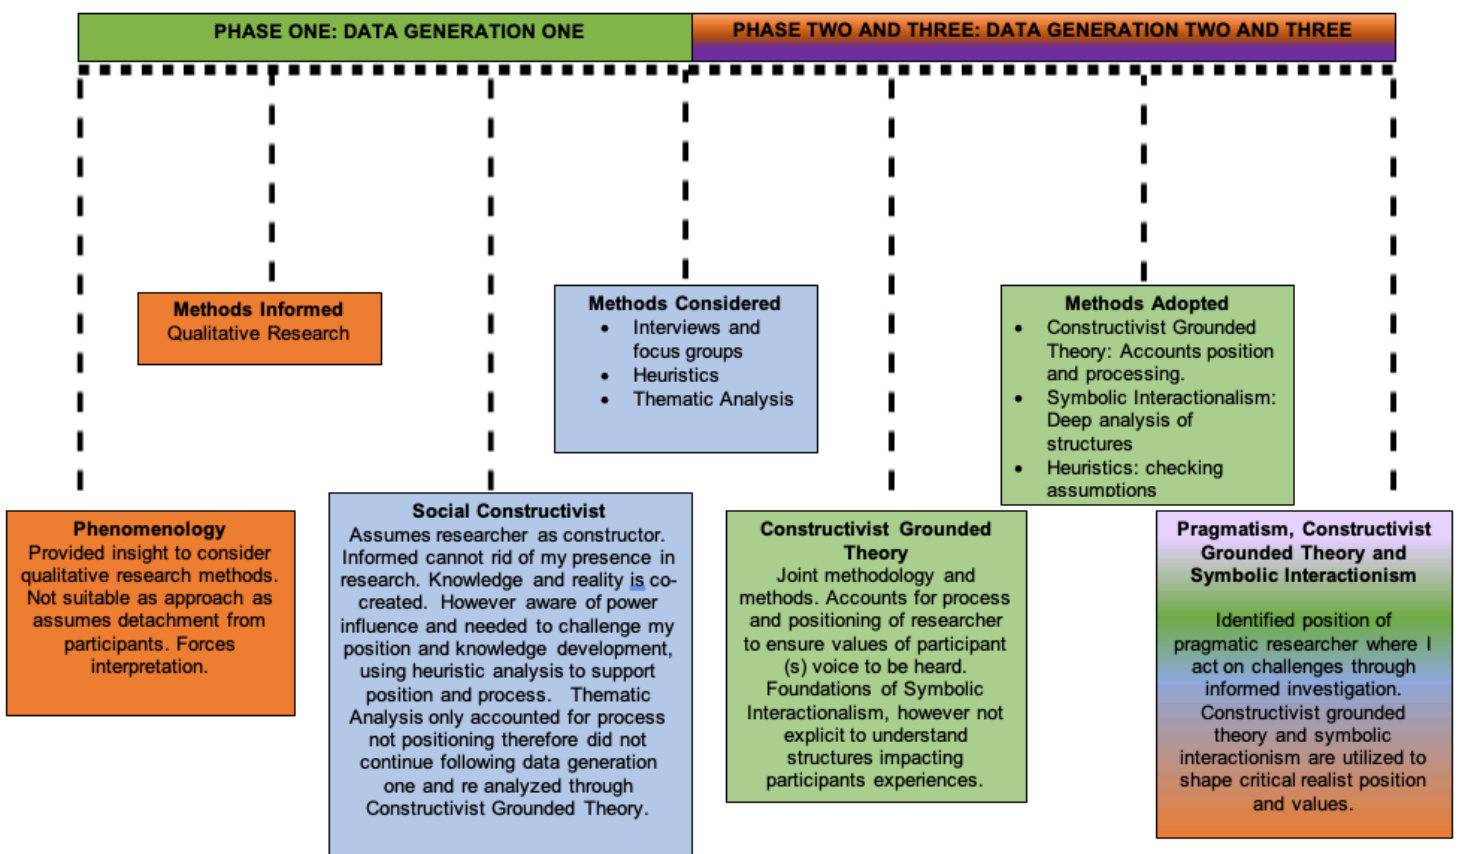 PHASE ONE: DATA GENERATION ONE
PHASE TWO AND THREE: DATA GENERATION TWO AND THREE
Methods Informed
Qualitative Research
Methods Considered
• Interviews and
focus groups
• Heuristics
• Thematic Analysis
Methods Adopted
• Constructivist Grounded
Theory: Accounts position
and processing.
• Symbolic Interactionalism:
Deep analysis of
structures
• Heuristics: checking
assumptions
Phenomenology
Provided insight to consider
qualitative research methods.
Not suitable as approach as
assumes detachment from
participants. Forces
interpretation.
Social Constructivist
Assumes researcher as constructor.
Informed cannot rid of my presence in
research. Knowledge and reality is co-
created. However aware of power
influence and needed to challenge my
position and knowledge development,
using heuristic analysis to support
position and process. Thematic
Analysis only accounted for process
not positioning therefore did not
continue following data generation
one and re analyzed through
Constructivist Grounded Theory.
Constructivist Grounded
Theory
Joint methodology and
methods. Accounts for process
and positioning of researcher
to ensure values of participant
(s) voice to be heard.
Foundations of Symbolic
Interactionalism, however not
explicit to understand
structures impacting
participants experiences.
Pragmatism, Constructivist
Grounded Theory and
Symbolic Interactionism
Identified position of
pragmatic researcher where I
act on challenges through
informed investigation.
Constructivist grounded
theory and symbolic
interactionism are utilized to
shape critical realist position
and values.